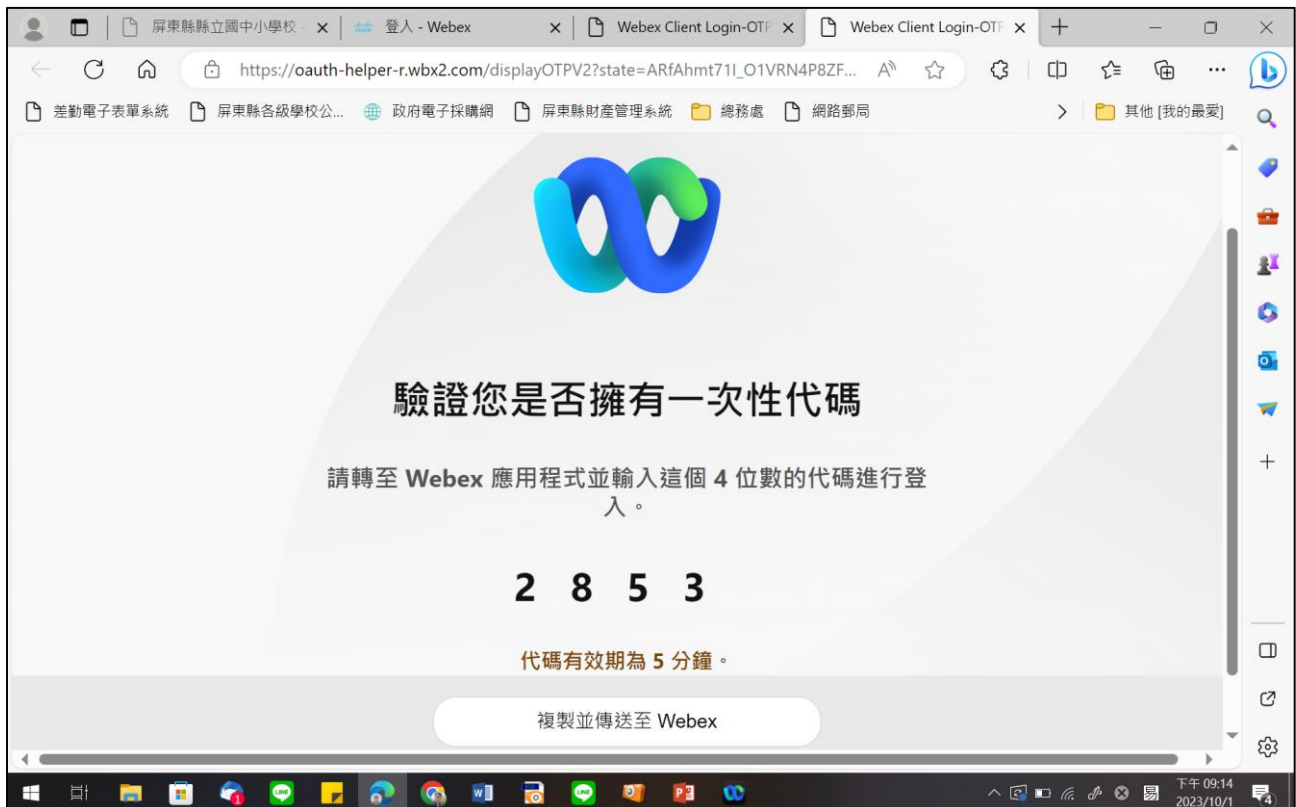 屏東縣縣立國中小學校 -
登入 - Webex
Webex Client Login-OTP
Webex Client Login-OTP
https://oauth-helper-r.wbx2.com/displayOTPV2?state=ARfAhmt71I_O1VRN4P8ZF...
差勤電子表單系統
屏東縣各級學校公...
政府電子採購網
屏東縣財產管理系統
總務處
網路郵局
其他 [我的最愛]
驗證您是否擁有一次性代碼
請轉至 Webex 應用程式並輸入這個 4 位數的代碼進行登
入。
2 8 5 3
代碼有效期為 5 分鐘。
複製並傳送至 Webex
下午 09:14
2023/10/1